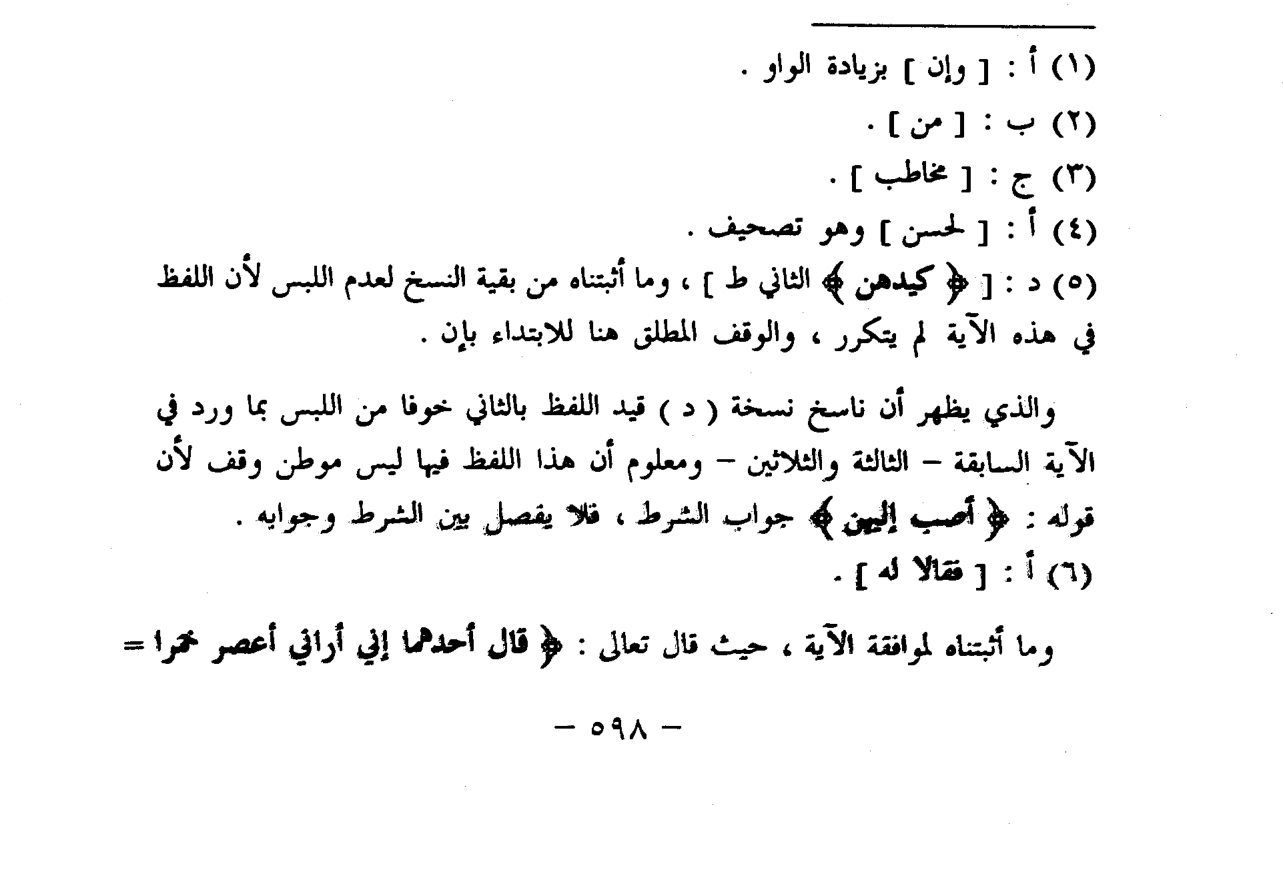 (١) أ : [ وإن ] بزيادة الواو .
(٢) ب : [ من ] .
(٣) ج : [ مخاطب ] .
(٤) أ : [ لحسن ] وهو تصحيف .
(٥) د : [ ﴿ كيدهن ﴾ الثاني ط ] ، وما أثبتناه من بقية النسخ لعدم اللبس لأن اللفظ
في هذه الآية لم يتكرر ، والوقف المطلق هنا للابتداء بإن .
والذي يظهر أن ناسخ نسخة ( د ) قيد اللفظ بالثاني خوفا من اللبس بما ورد في
الآية السابقة – الثالثة والثلاثين – ومعلوم أن هذا اللفظ فيها ليس موطن وقف لأن
قوله : ﴿ أصب إليهن ﴾ جواب الشرط ، فلا يفصل بين الشرط وجوابه .
(٦) أ : [ فقالا له ] .
وما أثبتناه لموافقة الآية ، حيث قال تعالى : ﴿ قال أحدهما إني أراني أعصر خمرا =
– ٥٩٨ –